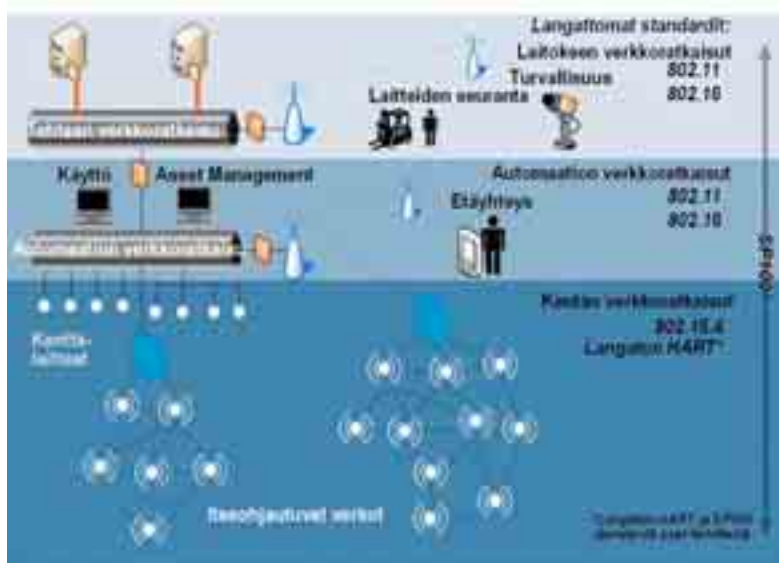 Langattomat standardit:
Laitoksen verkkoratkaisut
802.11
802.16
Turvallisuus
Laitteiden seuranta
Käyttö
Asset Management
Automaation verkkoratkaisut
802.11
802.16
Etäyhteys
SP100
Kentän verkkoratkaisut
802.15.4
Langaton HART*
Kenttä-
laitteet
Itseohjautuvat verkot